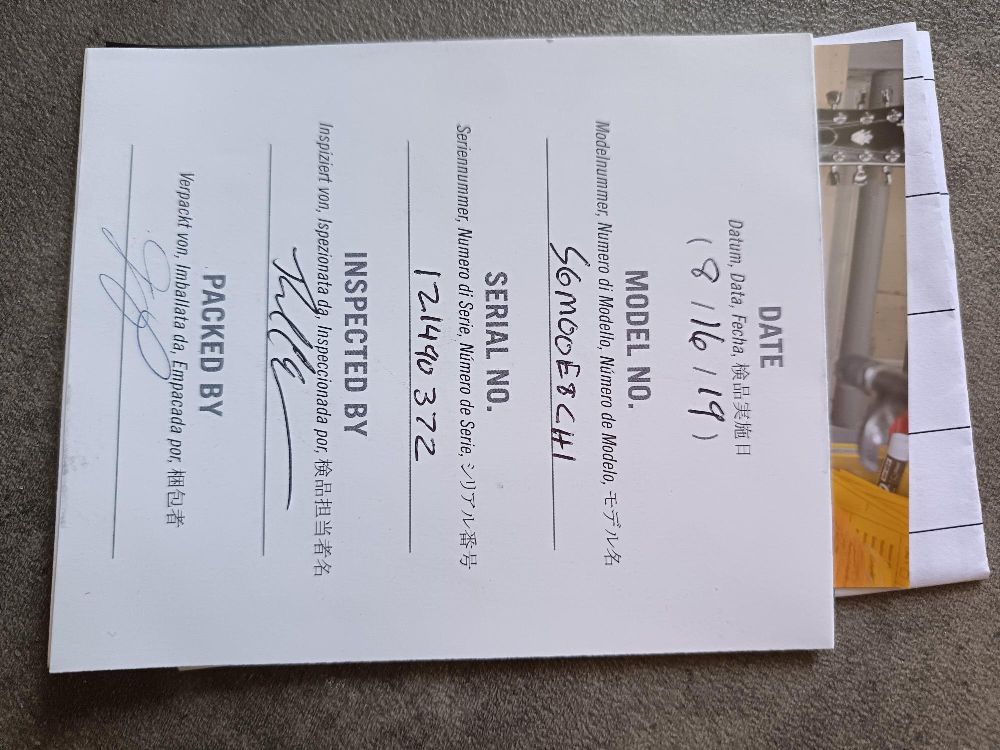 DATE
Datum, Data, Fecha, 検品実施日
( 8 / 16 / 19 )
MODEL NO.
Modelnummer, Numero di Modello, Número de Modelo, モデル名
SGM00E8CH1
SERIAL NO.
Seriennummer, Numero di Serie, Número de Serie, シリアル番号
121490372
INSPECTED BY
Inspiziert von, Ispezionata da, Inspeccionada por, 検品担当者名
PACKED BY
Verpackt von, Imballata da, Empacada por, 梱包者